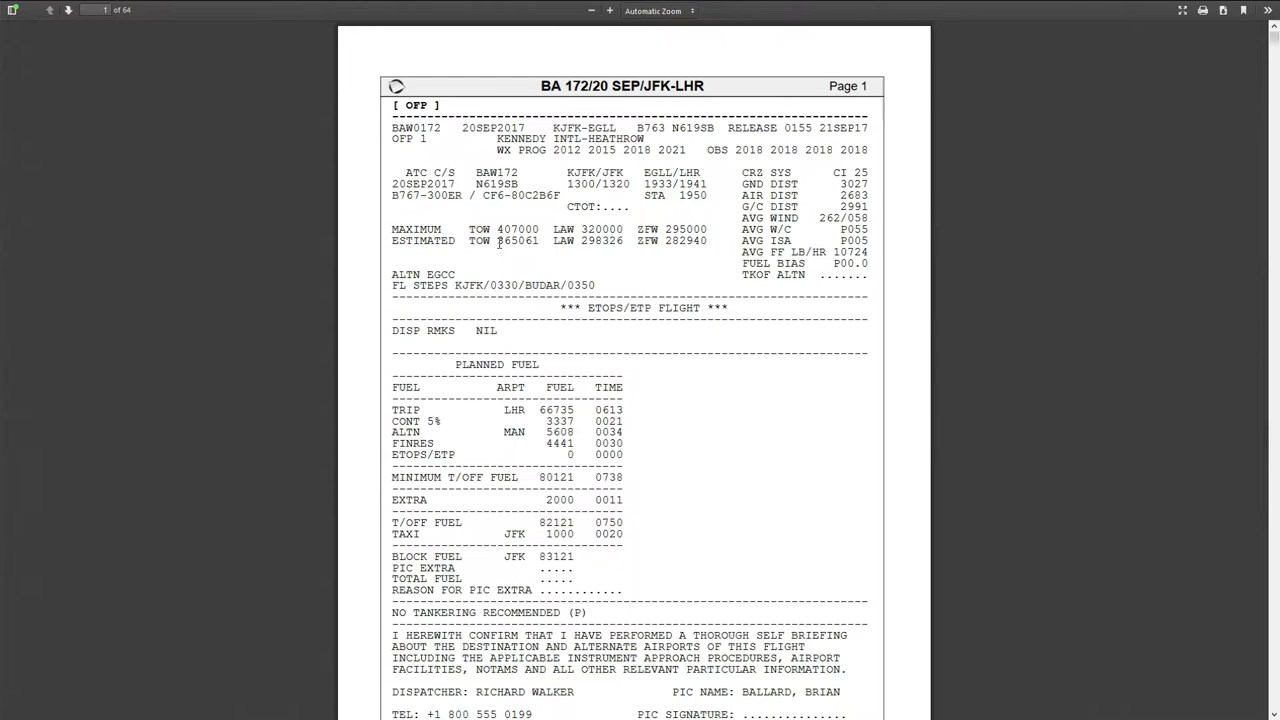 1 of 64 Automatic Zoom
BA 172/20 SEP/JFK-LHR Page 1
[ OFP ]
BAW0172 20SEP2017 KJFK-EGLL B763 N619SB RELEASE 0155 21SEP17
OFP 1 KENNEDY INTL-HEATHROW
WX PROG 2012 2015 2018 2021 OBS 2018 2018 2018 2018
ATC C/S BAW172 KJFK/JFK EGLL/LHR CRZ SYS CI 25
20SEP2017 N619SB 1300/1320 1933/1941 GND DIST 3027
B767-300ER / CF6-80C2B6F STA 1950 AIR DIST 2683
CTOT:.... G/C DIST 2991
AVG WIND 262/058
MAXIMUM TOW 407000 LAW 320000 ZFW 295000 AVG W/C P055
ESTIMATED TOW 365061 LAW 298326 ZFW 282940 AVG ISA P005
AVG FF LB/HR 10724
FUEL BIAS P00.0
ALTN EGCC TKOF ALTN .......
FL STEPS KJFK/0330/BUDAR/0350
*** ETOPS/ETP FLIGHT ***
DISP RMKS NIL
PLANNED FUEL
FUEL ARPT FUEL TIME
TRIP LHR 66735 0613
CONT 5% 3337 0021
ALTN MAN 5608 0034
FINRES 4441 0030
ETOPS/ETP 0 0000
MINIMUM T/OFF FUEL 80121 0738
EXTRA 2000 0011
T/OFF FUEL 82121 0750
TAXI JFK 1000 0020
BLOCK FUEL JFK 83121
PIC EXTRA .....
TOTAL FUEL .....
REASON FOR PIC EXTRA ............
NO TANKERING RECOMMENDED (P)
I HEREWITH CONFIRM THAT I HAVE PERFORMED A THOROUGH SELF BRIEFING
ABOUT THE DESTINATION AND ALTERNATE AIRPORTS OF THIS FLIGHT
INCLUDING THE APPLICABLE INSTRUMENT APPROACH PROCEDURES, AIRPORT
FACILITIES, NOTAMS AND ALL OTHER RELEVANT PARTICULAR INFORMATION.
DISPATCHER: RICHARD WALKER PIC NAME: BALLARD, BRIAN
TEL: +1 800 555 0199 PIC SIGNATURE: ...............